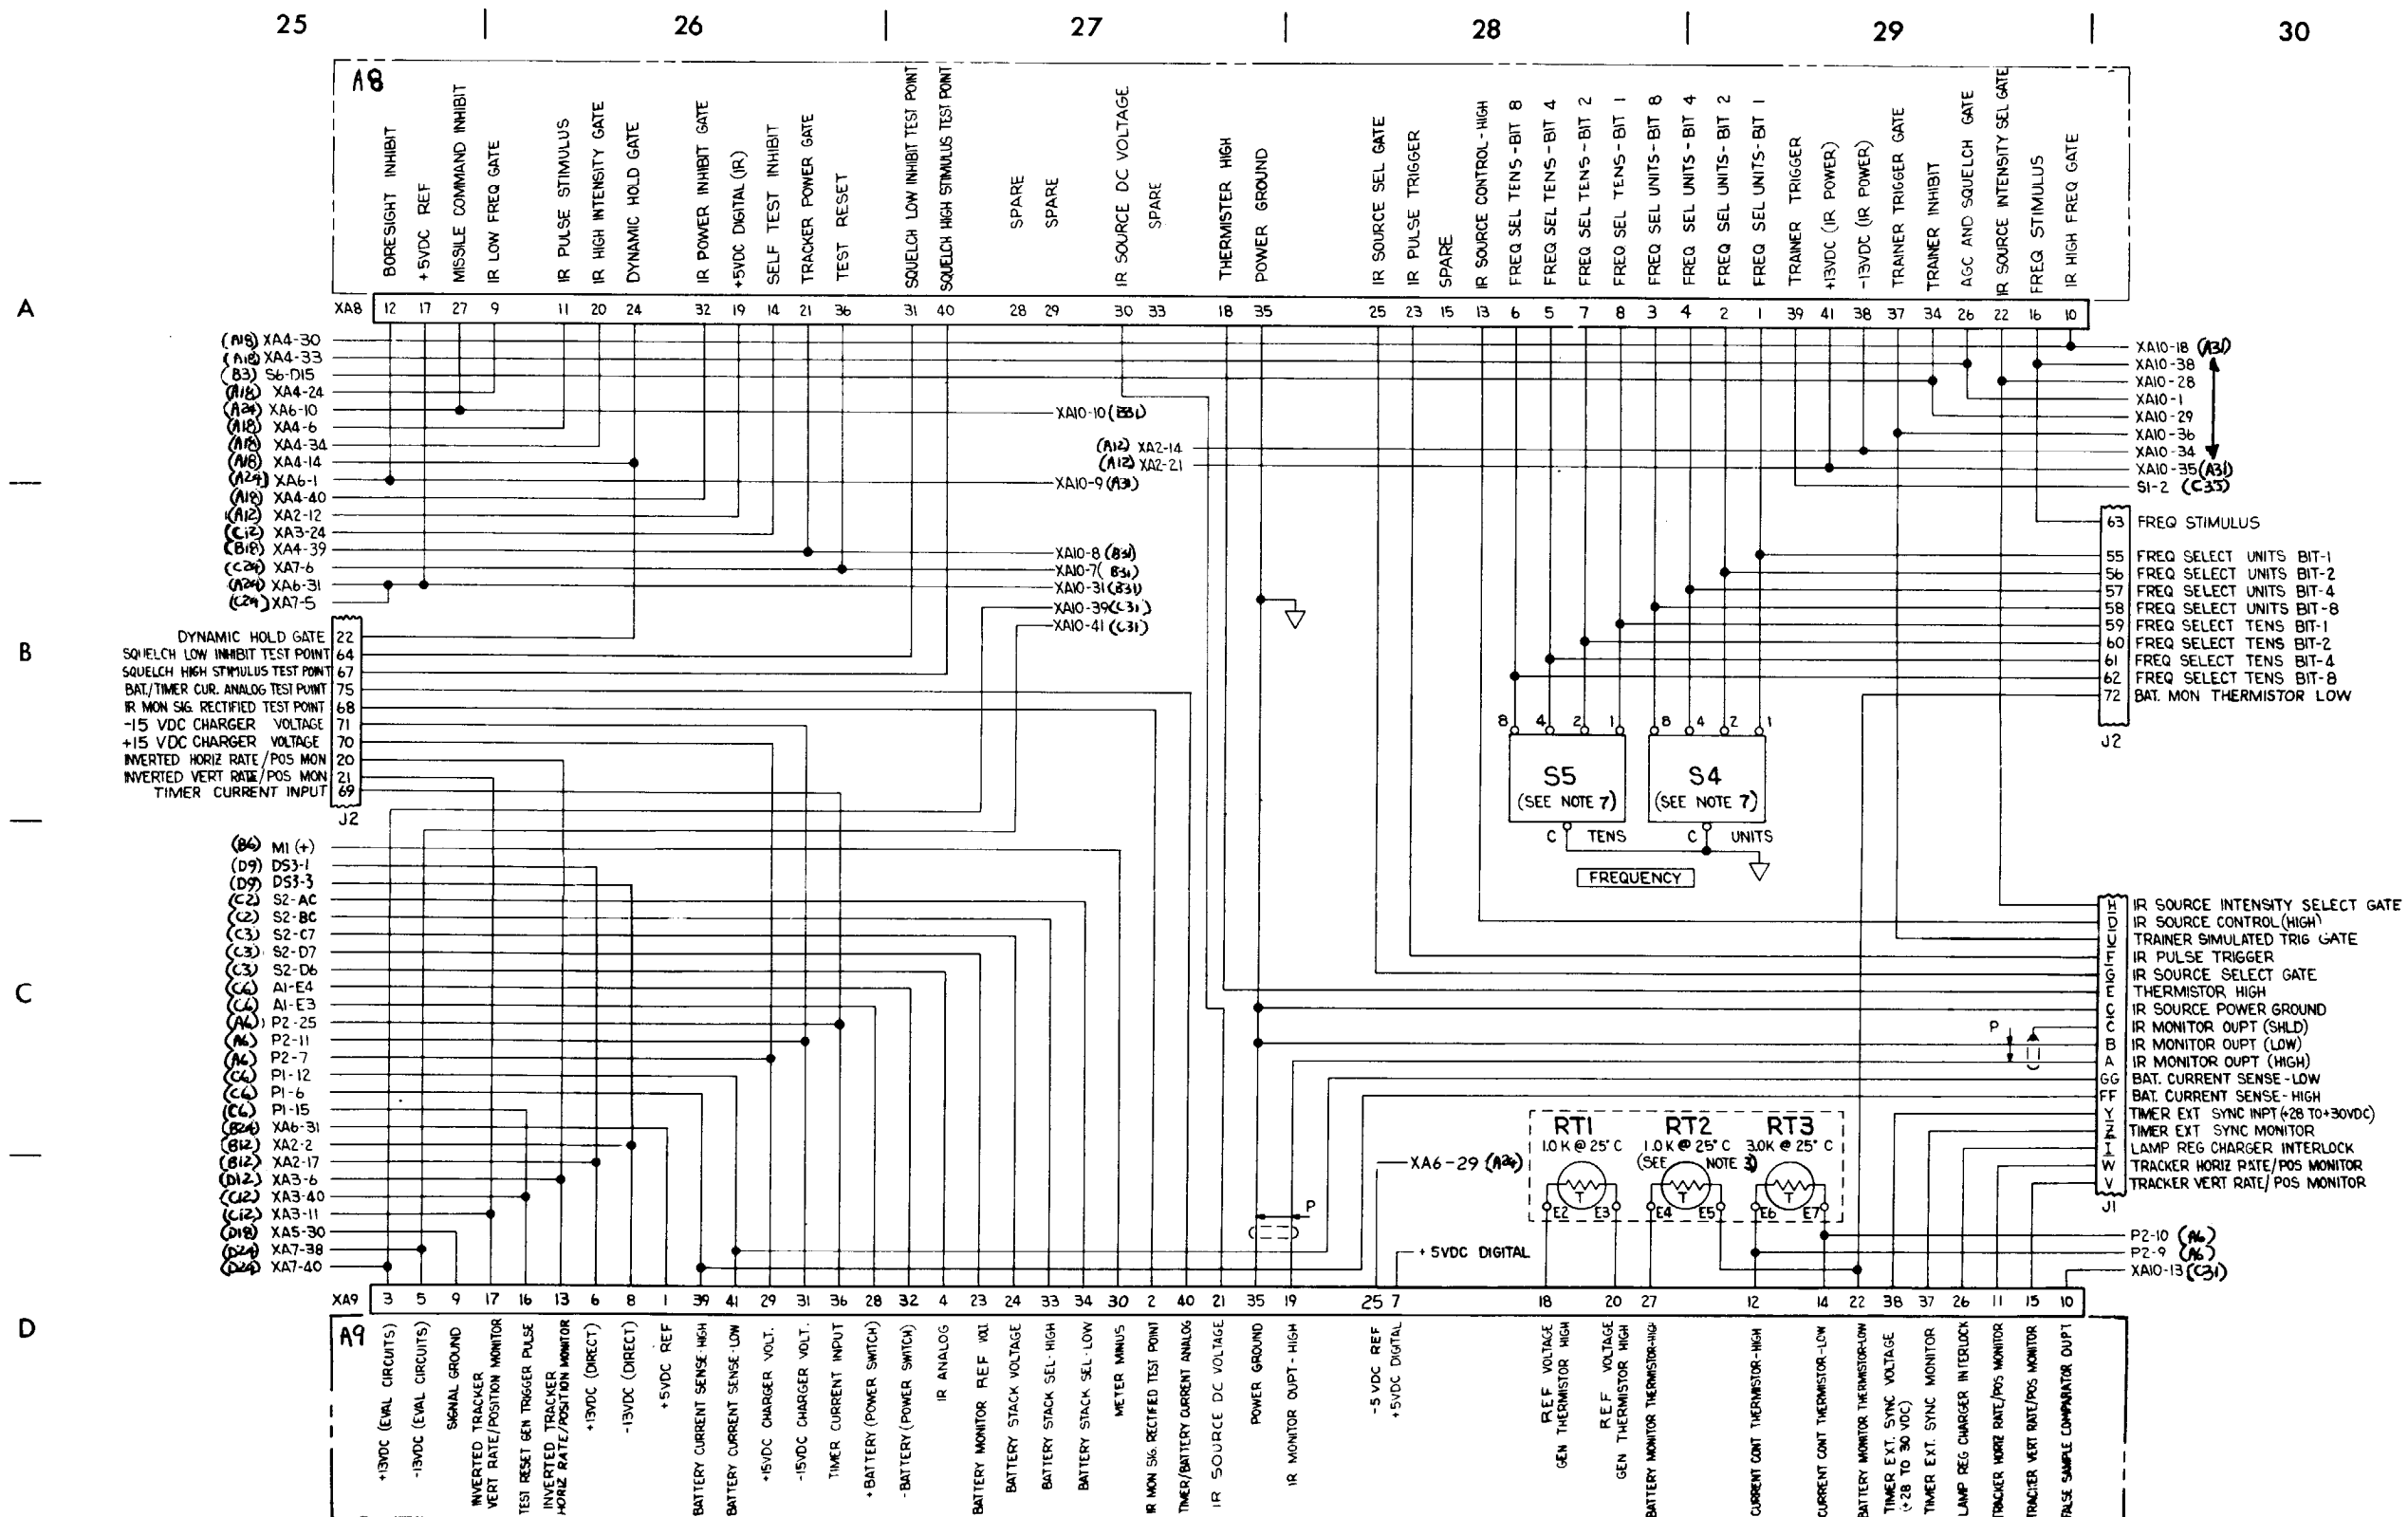 25 | 26 | 27 | 28 | 29 | 30
A8
BORESIGHT INHIBIT
+5VDC REF
MISSILE COMMAND INHIBIT
IR LOW FREQ GATE
IR PULSE STIMULUS
IR HIGH INTENSITY GATE
DYNAMIC HOLD GATE
IR POWER INHIBIT GATE
+5VDC DIGITAL (IR)
SELF TEST INHIBIT
TRACKER POWER GATE
TEST RESET
SQUELCH LOW INHIBIT TEST POINT
SQUELCH HIGH STIMULUS TEST POINT
SPARE
SPARE
IR SOURCE DC VOLTAGE
SPARE
THERMISTER HIGH
POWER GROUND
IR SOURCE SEL GATE
IR PULSE TRIGGER
SPARE
IR SOURCE CONTROL-HIGH
FREQ SEL TENS-BIT 8
FREQ SEL TENS-BIT 4
FREQ SEL TENS-BIT 2
FREQ SEL TENS-BIT 1
FREQ SEL UNITS-BIT 8
FREQ SEL UNITS-BIT 4
FREQ SEL UNITS-BIT 2
FREQ SEL UNITS-BIT 1
TRAINER TRIGGER
+13VDC (IR POWER)
-13VDC (IR POWER)
TRAINER TRIGGER GATE
TRAINER INHIBIT
AGC AND SQUELCH GATE
IR SOURCE INTENSITY SEL GATE
FREQ STIMULUS
IR HIGH FREQ GATE
A
XA8 12 17 27 9 11 20 24 32 19 14 21 36 31 40 28 29 30 33 18 35 25 23 15 13 6 5 7 8 3 4 2 1 39 41 38 37 34 26 22 16 10
(A18) XA4-30
(A18) XA4-33
(B3) S6-D15
(A18) XA4-24
(A24) XA6-10
(A18) XA4-6
(A18) XA4-34
(A18) XA4-14
(A24) XA6-1
(A18) XA4-40
(A12) XA2-12
(C12) XA3-24
(B18) XA4-39
(C24) XA7-6
(A24) XA6-31
(C24) XA7-5
XA10-10 (B31)
(A12) XA2-14
(A12) XA2-21
XA10-9 (A31)
XA10-8 (B31)
XA10-7 (B31)
XA10-31 (B31)
XA10-39 (C31)
XA10-41 (C31)
XA10-18 (A31)
XA10-38
XA10-28
XA10-1
XA10-29
XA10-36
XA10-34
XA10-35 (A31)
S1-2 (C35)
B
DYNAMIC HOLD GATE 22
SQUELCH LOW INHIBIT TEST POINT 64
SQUELCH HIGH STIMULUS TEST POINT 67
BAT./TIMER CUR. ANALOG TEST POINT 75
IR MON SIG. RECTIFIED TEST POINT 68
-15 VDC CHARGER VOLTAGE 71
+15 VDC CHARGER VOLTAGE 70
INVERTED HORIZ RATE/POS MON 20
INVERTED VERT RATE/POS MON 21
TIMER CURRENT INPUT 69
J2
63 FREQ STIMULUS
55 FREQ SELECT UNITS BIT-1
56 FREQ SELECT UNITS BIT-2
57 FREQ SELECT UNITS BIT-4
58 FREQ SELECT UNITS BIT-8
59 FREQ SELECT TENS BIT-1
60 FREQ SELECT TENS BIT-2
61 FREQ SELECT TENS BIT-4
62 FREQ SELECT TENS BIT-8
72 BAT. MON THERMISTOR LOW
J2
8 4 2 1 8 4 2 1
S5
(SEE NOTE 7)
S4
(SEE NOTE 7)
C TENS C UNITS
FREQUENCY
C
(B6) M1 (+)
(D9) DS3-1
(D9) DS3-3
(C2) S2-AC
(C2) S2-BC
(C3) S2-C7
(C3) S2-D7
(C3) S2-D6
(C6) A1-E4
(C6) A1-E3
(A6) P2-25
(A6) P2-11
(A6) P2-7
(C6) P1-12
(C6) P1-6
(C6) P1-15
(B24) XA6-31
(B12) XA2-2
(B12) XA2-17
(D12) XA3-6
(C12) XA3-40
(C12) XA3-11
(D18) XA5-30
(D24) XA7-38
(D24) XA7-40
H IR SOURCE INTENSITY SELECT GATE
D IR SOURCE CONTROL (HIGH)
U TRAINER SIMULATED TRIG GATE
F IR PULSE TRIGGER
G IR SOURCE SELECT GATE
E THERMISTOR HIGH
C IR SOURCE POWER GROUND
C IR MONITOR OUPT (SHLD)
B IR MONITOR OUPT (LOW)
A IR MONITOR OUPT (HIGH)
GG BAT. CURRENT SENSE-LOW
FF BAT. CURRENT SENSE-HIGH
Y TIMER EXT SYNC INPT (+28 TO +30VDC)
Z TIMER EXT SYNC MONITOR
I LAMP REG CHARGER INTERLOCK
W TRACKER HORIZ RATE/POS MONITOR
V TRACKER VERT RATE/POS MONITOR
J1
P
P
RT1
1.0 K @ 25° C
RT2
1.0 K @ 25° C
(SEE NOTE 3)
RT3
3.0K @ 25° C
E2 E3 E4 E5 E6 E7
XA6-29 (A24)
+ 5VDC DIGITAL
P2-10 (A6)
P2-9 (A6)
XA10-13 (C31)
D
XA9 3 5 9 17 16 13 6 8 1 39 41 29 31 36 28 32 4 23 24 33 34 30 2 40 21 35 19 25 7 18 20 27 12 14 22 38 37 26 11 15 10
A9
+13VDC (EVAL CIRCUITS)
-13VDC (EVAL CIRCUITS)
SIGNAL GROUND
INVERTED TRACKER
VERT RATE/POSITION MONITOR
TEST RESET GEN TRIGGER PULSE
INVERTED TRACKER
HORIZ RATE/POSITION MONITOR
+13VDC (DIRECT)
-13VDC (DIRECT)
+5VDC REF
BATTERY CURRENT SENSE-HIGH
BATTERY CURRENT SENSE-LOW
+15VDC CHARGER VOLT.
-15VDC CHARGER VOLT.
TIMER CURRENT INPUT
+BATTERY (POWER SWITCH)
-BATTERY (POWER SWITCH)
IR ANALOG
BATTERY MONITOR REF VOLT
BATTERY STACK VOLTAGE
BATTERY STACK SEL-HIGH
BATTERY STACK SEL-LOW
METER MINUS
IR MON SIG. RECTIFIED TEST POINT
TIMER/BATTERY CURRENT ANALOG
IR SOURCE DC VOLTAGE
POWER GROUND
IR MONITOR OUPT-HIGH
-5 VDC REF
+5VDC DIGITAL
REF VOLTAGE
GEN THERMISTOR HIGH
REF VOLTAGE
GEN THERMISTOR HIGH
BATTERY MONITOR THERMISTOR-HIGH
CURRENT CONT THERMISTOR-HIGH
CURRENT CONT THERMISTOR-LOW
BATTERY MONITOR THERMISTOR-LOW
TIMER EXT. SYNC VOLTAGE
(+28 TO 30 VDC)
TIMER EXT. SYNC MONITOR
LAMP REG CHARGER INTERLOCK
TRACKER HORIZ RATE/POS MONITOR
TRACKER VERT RATE/POS MONITOR
FALSE SAMPLE COMPARATOR OUPT